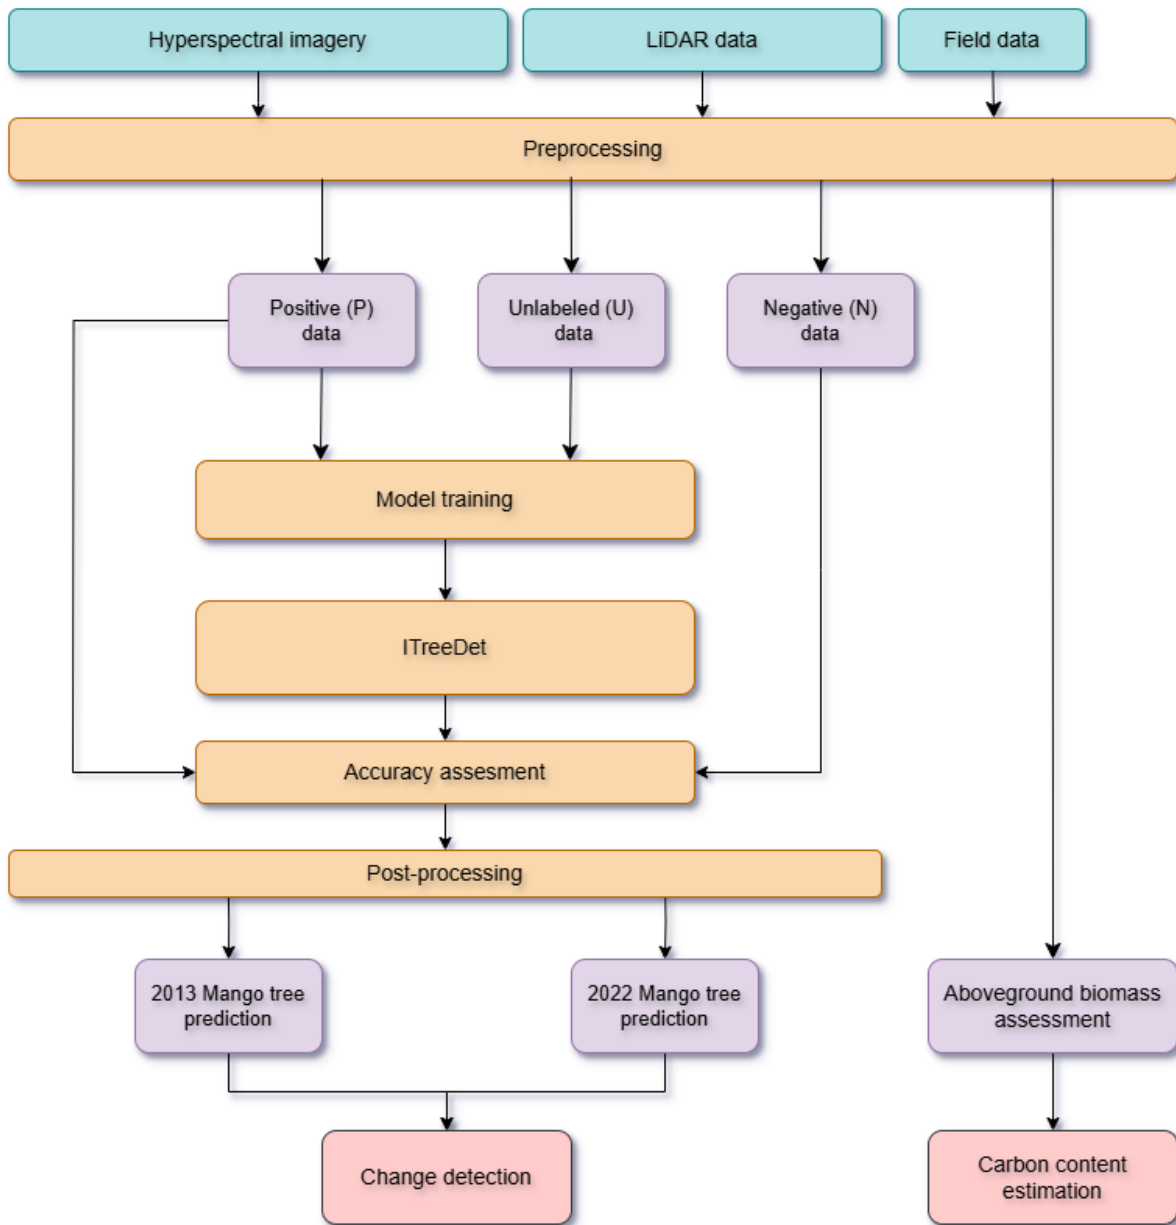 Hyperspectral imagery
LiDAR data
Field data
Preprocessing
Positive (P)
data
Unlabeled (U)
data
Negative (N)
data
Model training
ITreeDet
Accuracy assesment
Post-processing
2013 Mango tree
prediction
2022 Mango tree
prediction
Aboveground biomass
assessment
Change detection
Carbon content
estimation